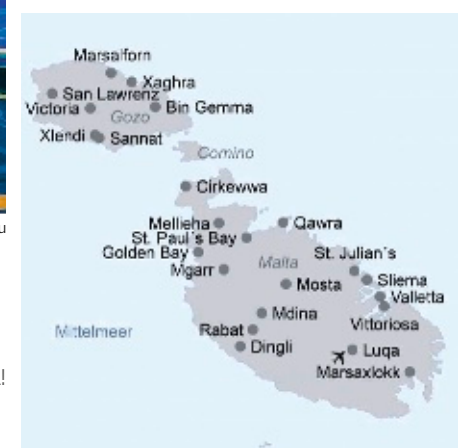 Marsalforn
Xaghra
San Lawrenz
Victoria
Bin Gemma
Gozo
Xlendi
Sannat
Comino
Cirkewwa
Mellieha
Qawra
St. Paul´s Bay
Golden Bay
St. Julian´s
Mgarr
Malta
Sliema
Mosta
Valletta
Mdina
Vittoriosa
Rabat
Mittelmeer
Dingli
Luqa
Marsaxlokk
u
!